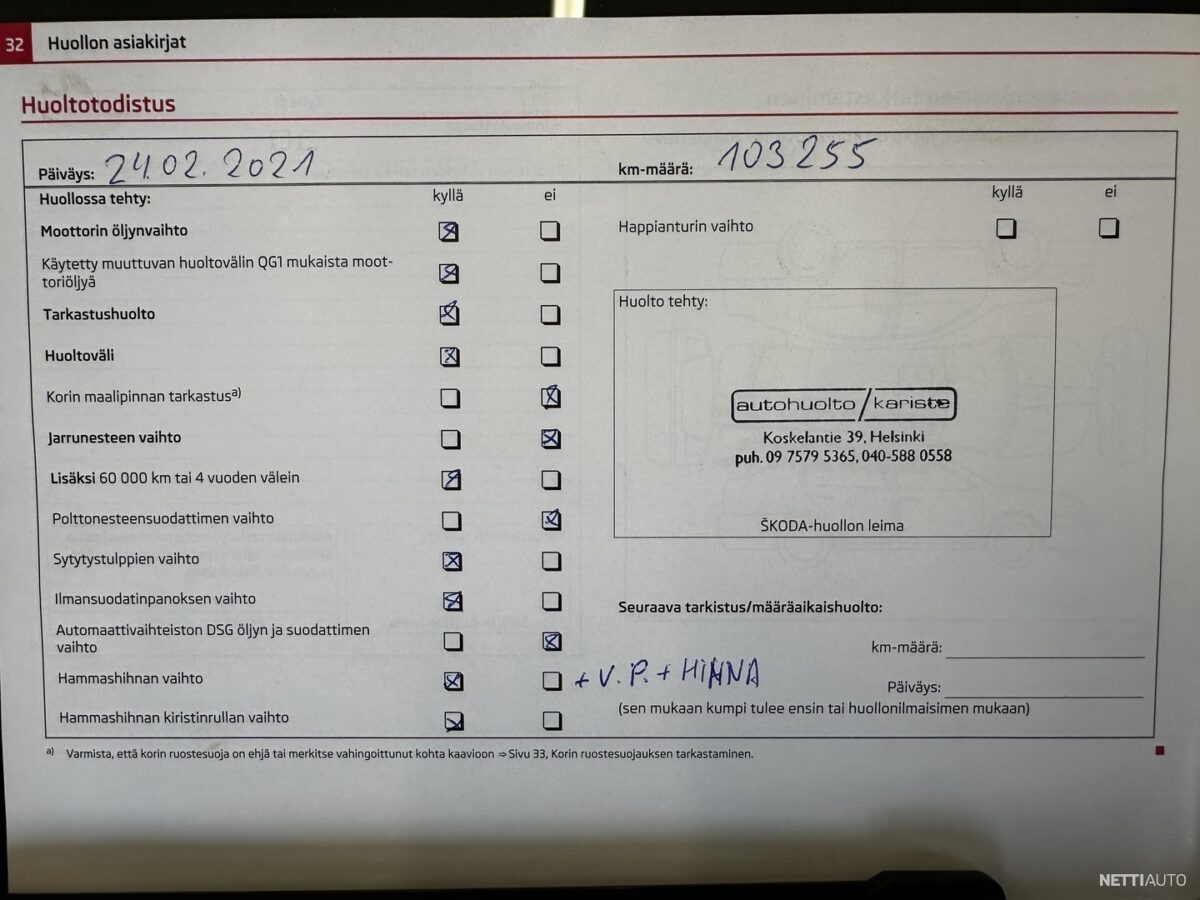 32 Huollon asiakirjat
Huoltotodistus
Päiväys: 24.02.2021
km-määrä: 103255
Huollossa tehty: kyllä ei
Moottorin öljynvaihto
Käytetty muuttuvan huoltovälin QG1 mukaista moot-
toriöljyä
Tarkastushuolto
Huoltoväli
Korin maalipinnan tarkastus a)
Jarrunesteen vaihto
Lisäksi 60 000 km tai 4 vuoden välein
Polttonesteensuodattimen vaihto
Sytytystulppien vaihto
Ilmansuodatinpanoksen vaihto
Automaattivaihteiston DSG öljyn ja suodattimen
vaihto
Hammashihnan vaihto
+ V. P. + HIHNA
Hammashihnan kiristinrullan vaihto
kyllä ei
Happianturin vaihto
Huolto tehty:
autohuolto/kariste
Koskelantie 39, Helsinki
puh. 09 7579 5365, 040-588 0558
ŠKODA-huollon leima
Seuraava tarkistus/määräaikaishuolto:
km-määrä:
Päiväys:
(sen mukaan kumpi tulee ensin tai huollonilmaisimen mukaan)
a) Varmista, että korin ruostesuoja on ehjä tai merkitse vahingoittunut kohta kaavioon ⇒ Sivu 33, Korin ruostesuojauksen tarkastaminen.
NETTIAUTO